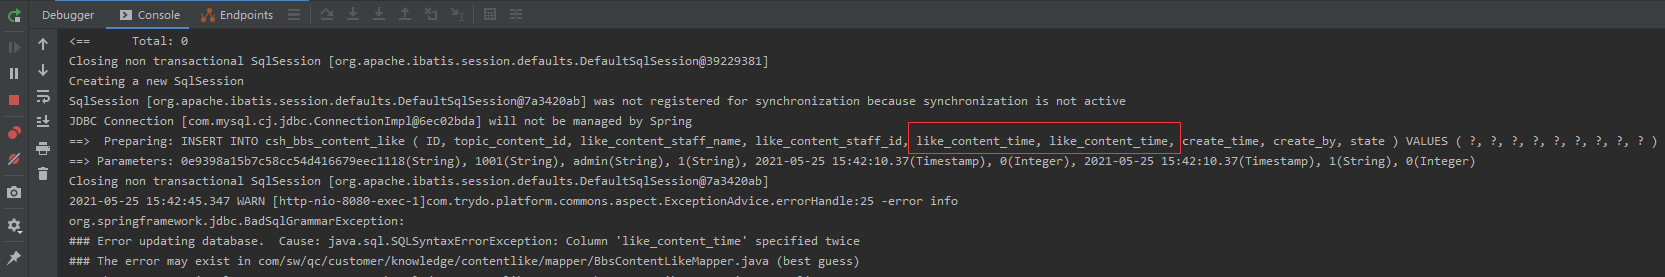 Debugger Console Endpoints
<==      Total: 0
Closing non transactional SqlSession [org.apache.ibatis.session.defaults.DefaultSqlSession@39229381]
Creating a new SqlSession
SqlSession [org.apache.ibatis.session.defaults.DefaultSqlSession@7a3420ab] was not registered for synchronization because synchronization is not active
JDBC Connection [com.mysql.cj.jdbc.ConnectionImpl@6ec02bda] will not be managed by Spring
==>  Preparing: INSERT INTO csh_bbs_content_like ( ID, topic_content_id, like_content_staff_name, like_content_staff_id, like_content_time, like_content_time, create_time, create_by, state ) VALUES ( ?, ?, ?, ?, ?, ?, ?, ?, ? )
==> Parameters: 0e9398a15b7c58cc54d416679eec1118(String), 1001(String), admin(String), 1(String), 2021-05-25 15:42:10.37(Timestamp), 0(Integer), 2021-05-25 15:42:10.37(Timestamp), 1(String), 0(Integer)
Closing non transactional SqlSession [org.apache.ibatis.session.defaults.DefaultSqlSession@7a3420ab]
2021-05-25 15:42:45.347 WARN [http-nio-8080-exec-1]com.trydo.platform.commons.aspect.ExceptionAdvice.errorHandle:25 -error info
org.springframework.jdbc.BadSqlGrammarException:
### Error updating database.  Cause: java.sql.SQLSyntaxErrorException: Column 'like_content_time' specified twice
### The error may exist in com/sw/qc/customer/knowledge/contentlike/mapper/BbsContentLikeMapper.java (best guess)